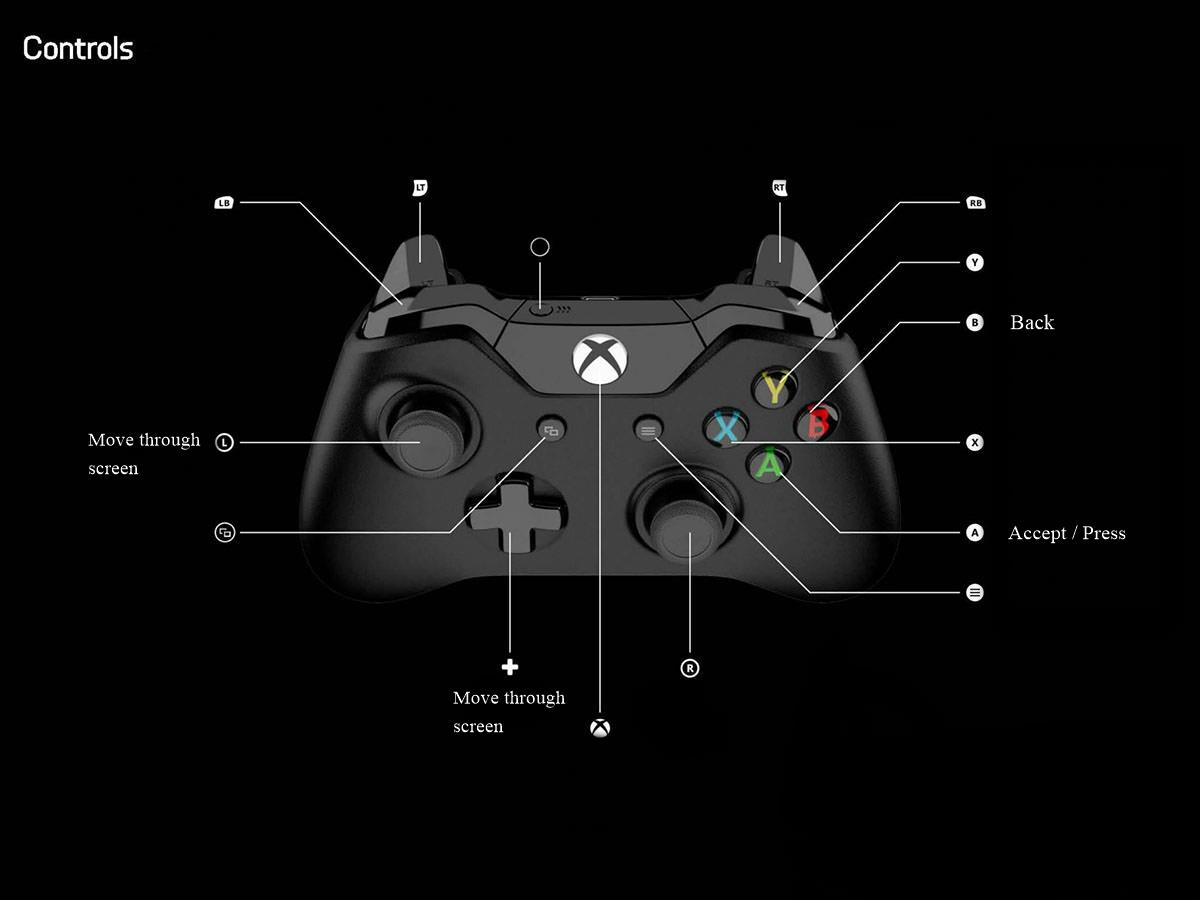 Controls
LT
RT
LB
RB
Y
B
Back
Y
X
B
A
Move through
screen
L
X
A
Accept / Press
R
Move through
screen